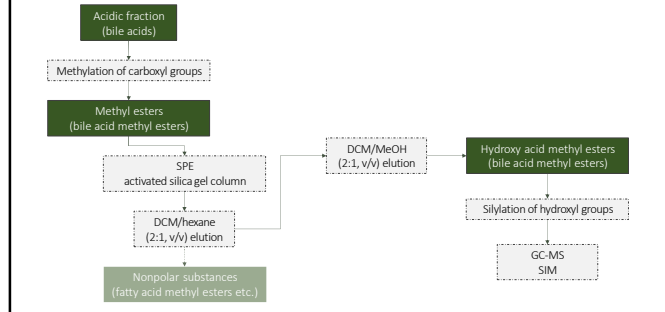 Acidic fraction
(bile acids)
Methylation of carboxyl groups
Methyl esters
(bile acid methyl esters)
SPE
activated silica gel column
DCM/hexane
(2:1, v/v) elution
Nonpolar substances
(fatty acid methyl esters etc.)
DCM/MeOH
(2:1, v/v) elution
Hydroxy acid methyl esters
(bile acid methyl esters)
Silylation of hydroxyl groups
GC-MS
SIM